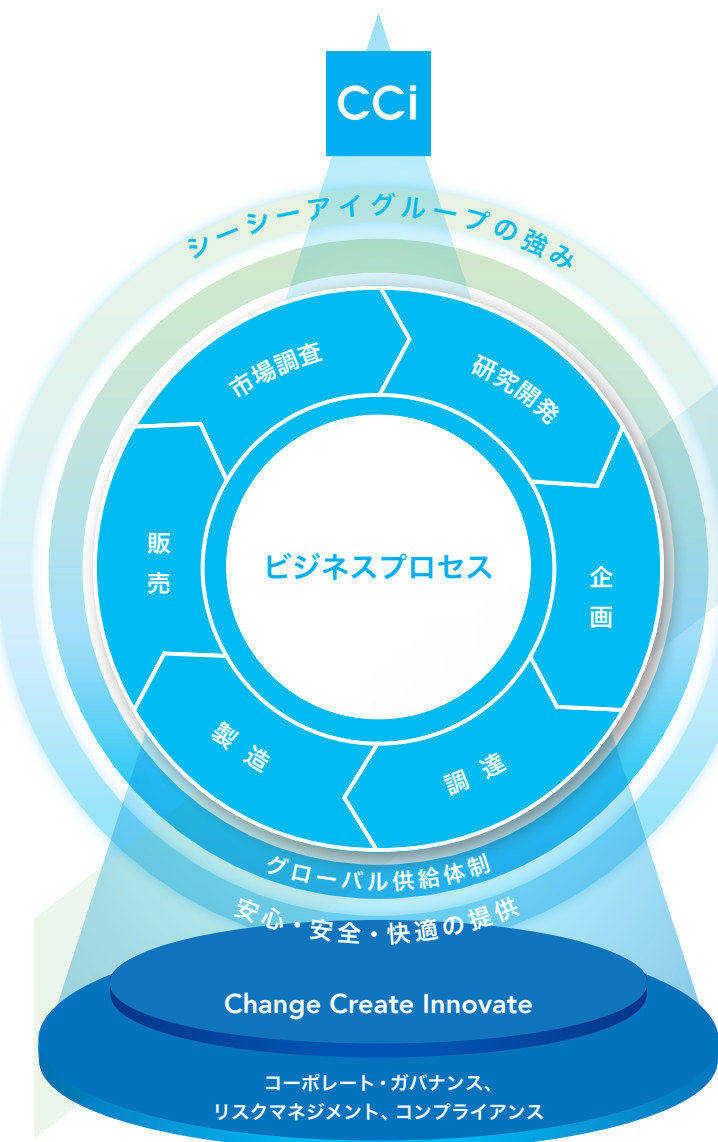 CCi
シーシーアイグループの強み
市場調査
研究開発
企画
調達
製造
販売
ビジネスプロセス
グローバル供給体制
安心・安全・快適の提供
Change Create Innovate
コーポレート・ガバナンス、
リスクマネジメント、コンプライアンス